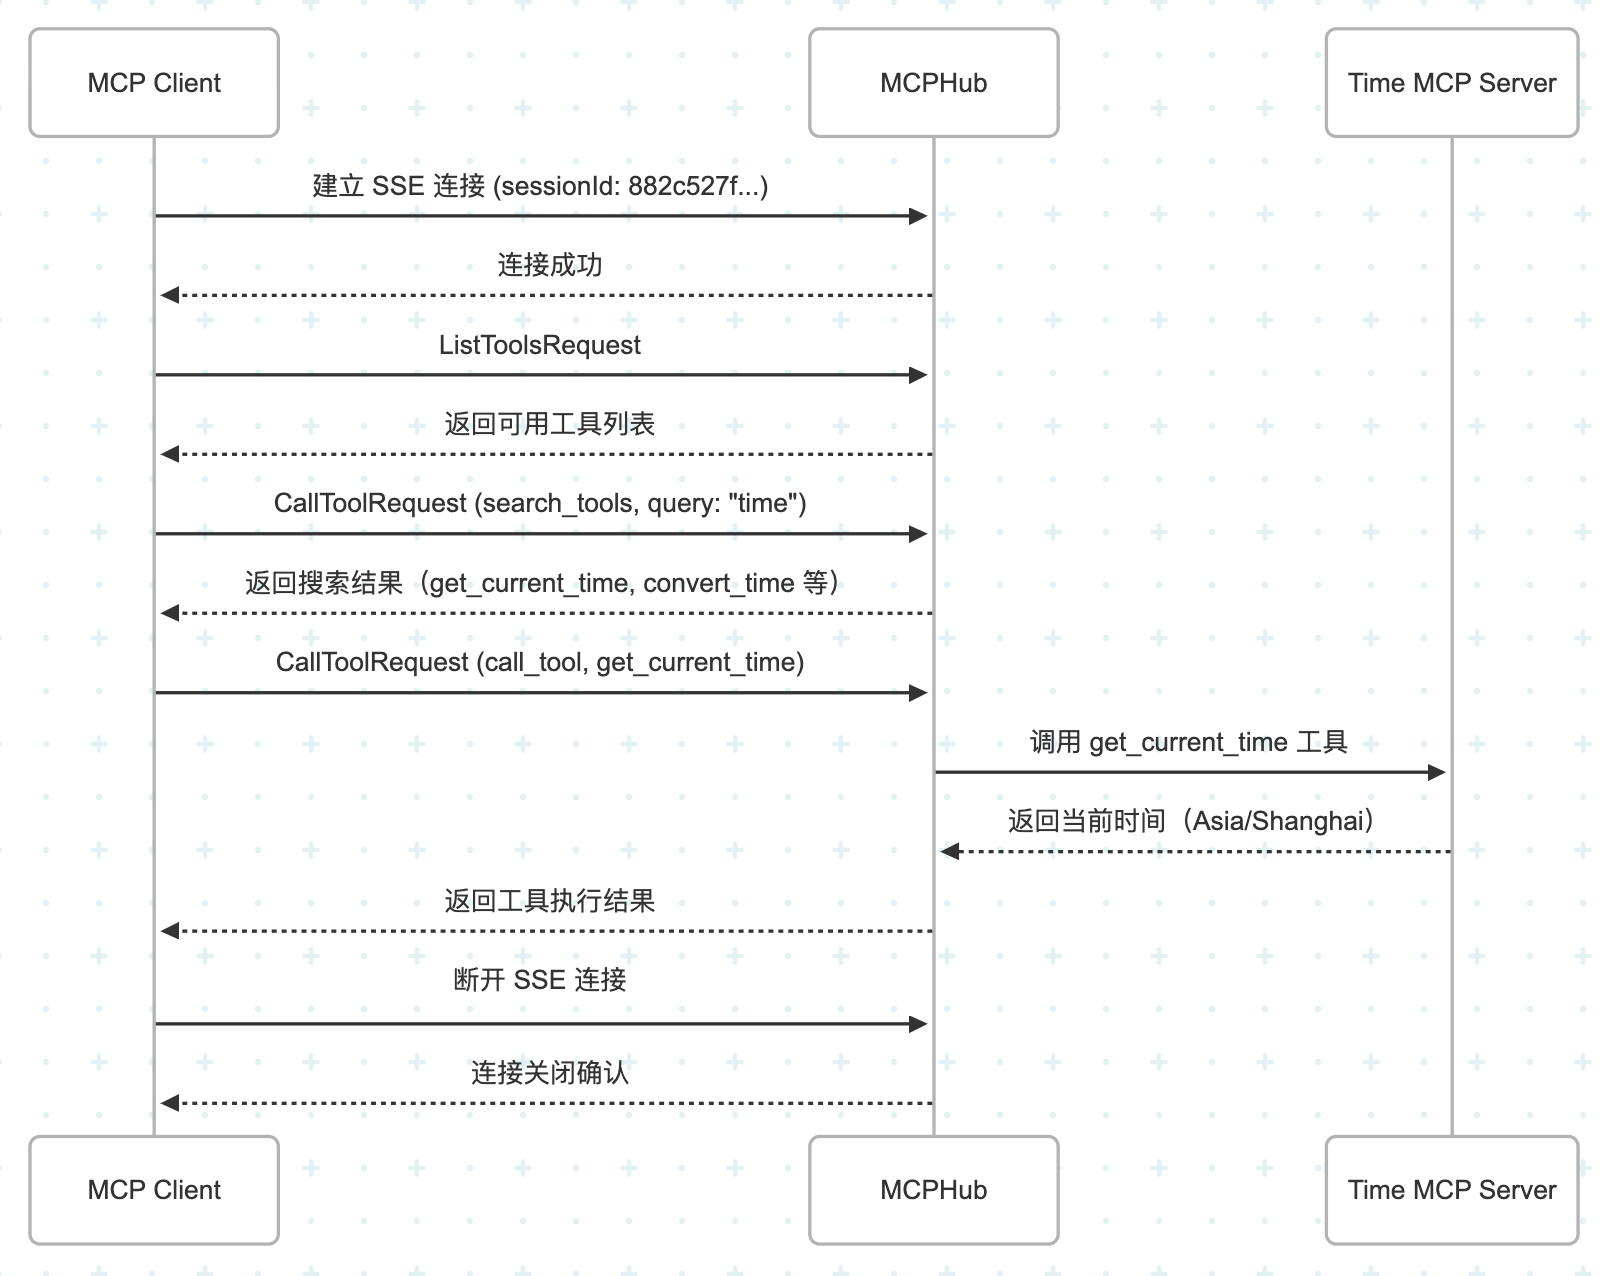 MCP Client
MCPHub
Time MCP Server
建立 SSE 连接 (sessionId: 882c527f...)
连接成功
ListToolsRequest
返回可用工具列表
CallToolRequest (search_tools, query: "time")
返回搜索结果（get_current_time, convert_time 等）
CallToolRequest (call_tool, get_current_time)
调用 get_current_time 工具
返回当前时间（Asia/Shanghai）
返回工具执行结果
断开 SSE 连接
连接关闭确认
MCP Client
MCPHub
Time MCP Server